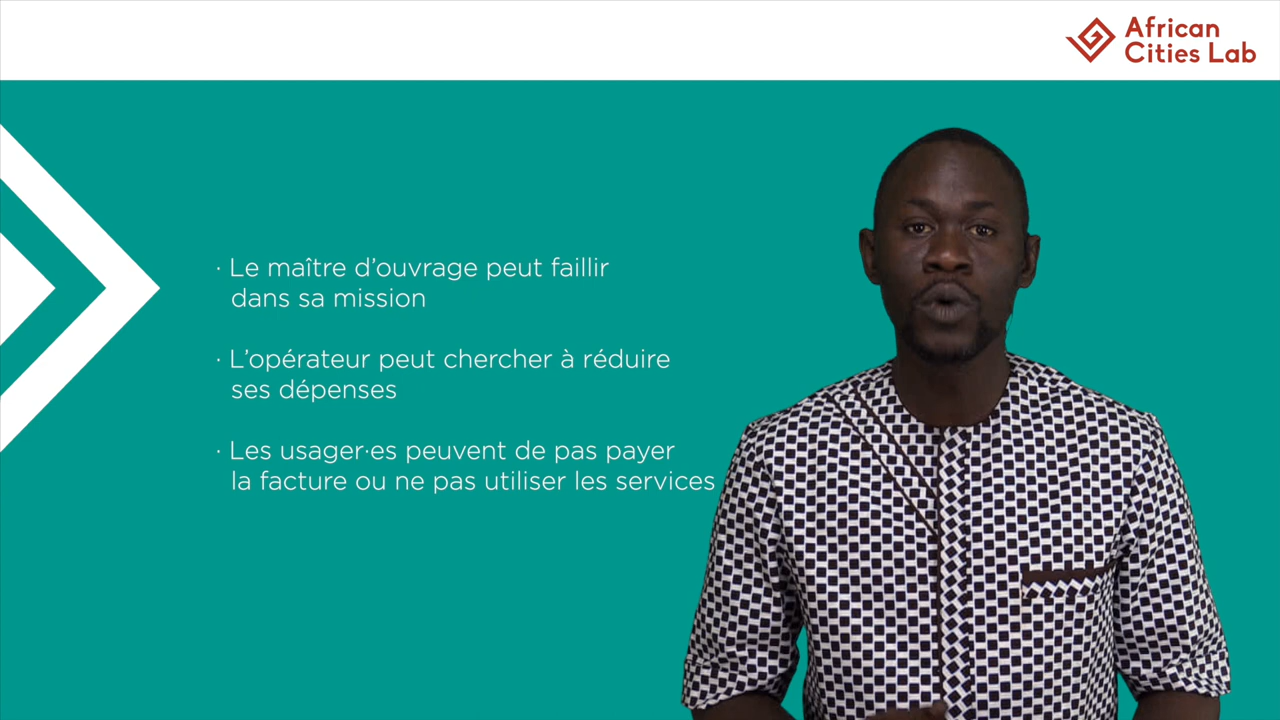 African
Cities Lab
· Le maître d’ouvrage peut faillir
dans sa mission
· L’opérateur peut chercher à réduire
ses dépenses
· Les usager·es peuvent de pas payer
la facture ou ne pas utiliser les services